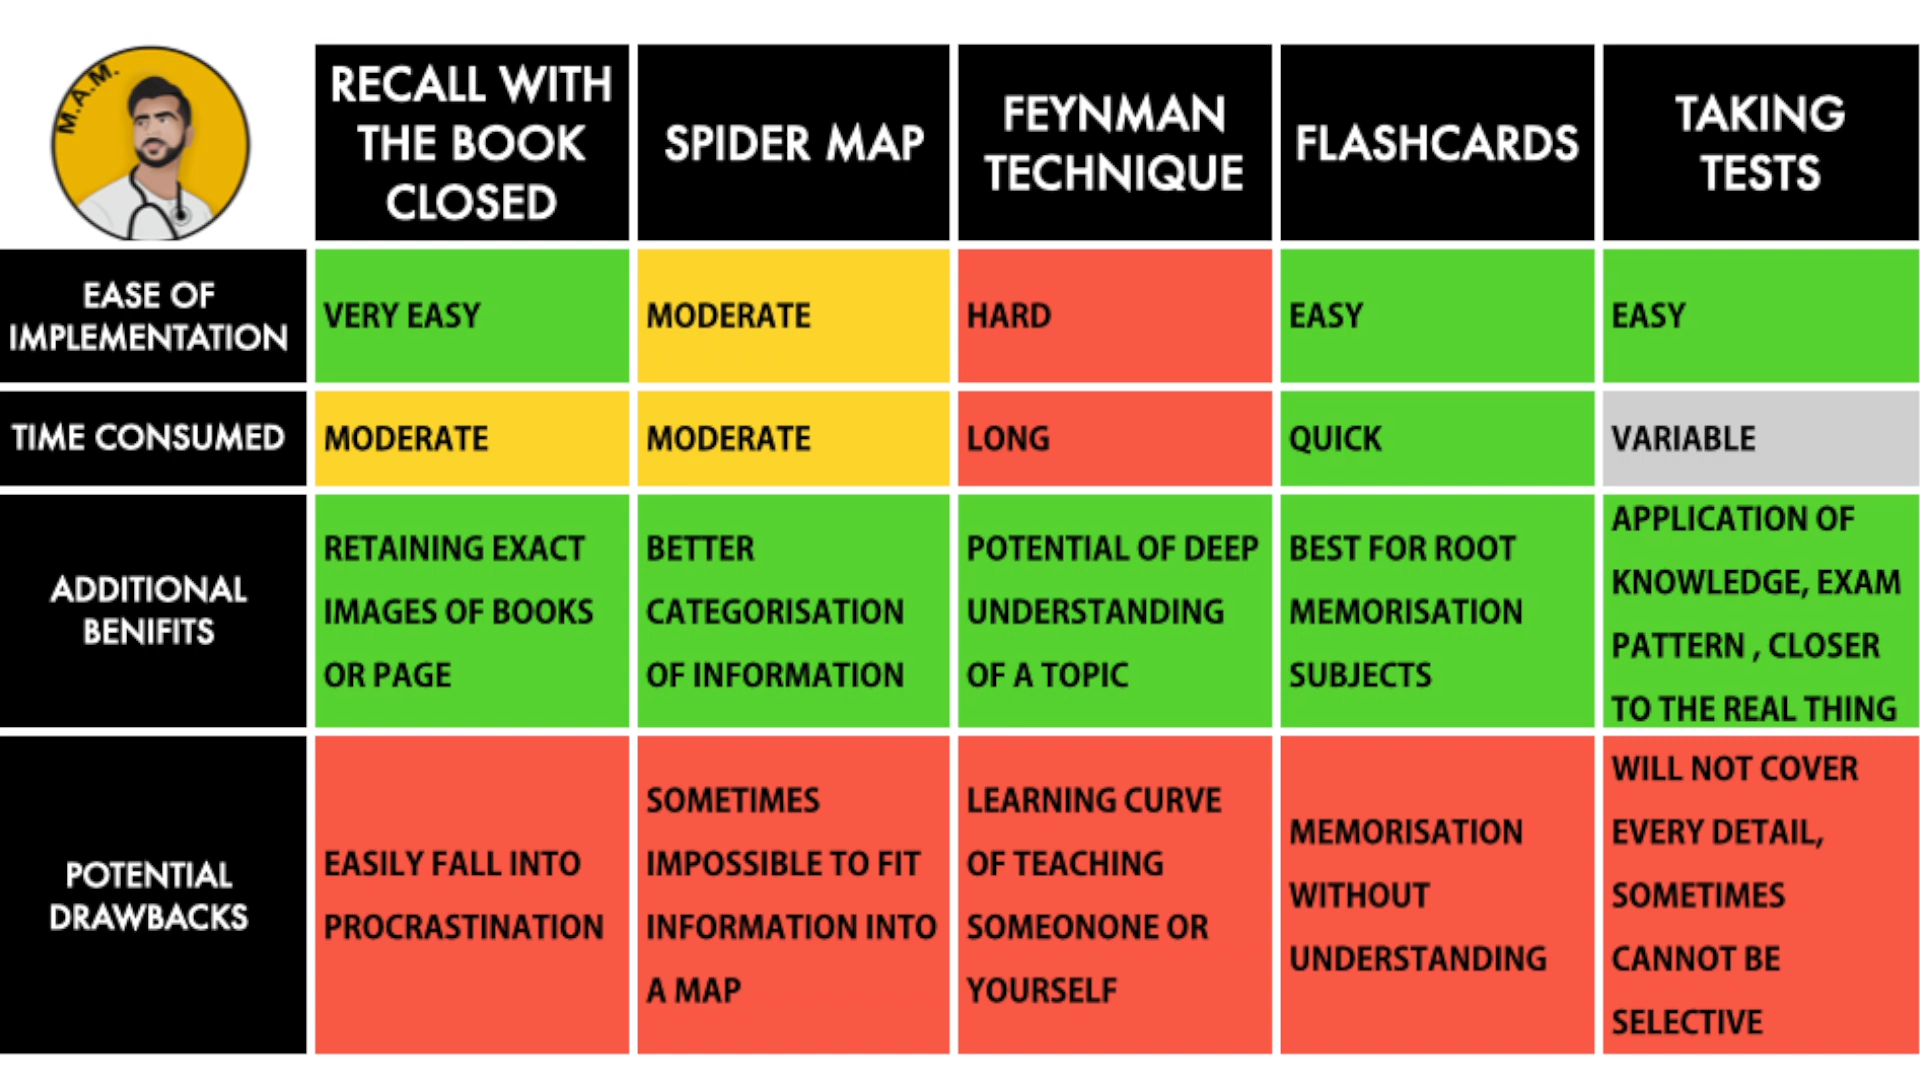 M.A.M.
RECALL WITH
THE BOOK
CLOSED
SPIDER MAP
FEYNMAN
TECHNIQUE
FLASHCARDS
TAKING
TESTS
EASE OF
IMPLEMENTATION
VERY EASY
MODERATE
HARD
EASY
EASY
TIME CONSUMED
MODERATE
MODERATE
LONG
QUICK
VARIABLE
ADDITIONAL
BENIFITS
RETAINING EXACT
IMAGES OF BOOKS
OR PAGE
BETTER
CATEGORISATION
OF INFORMATION
POTENTIAL OF DEEP
UNDERSTANDING
OF A TOPIC
BEST FOR ROOT
MEMORISATION
SUBJECTS
APPLICATION OF
KNOWLEDGE, EXAM
PATTERN , CLOSER
TO THE REAL THING
POTENTIAL
DRAWBACKS
EASILY FALL INTO
PROCRASTINATION
SOMETIMES
IMPOSSIBLE TO FIT
INFORMATION INTO
A MAP
LEARNING CURVE
OF TEACHING
SOMEONONE OR
YOURSELF
MEMORISATION
WITHOUT
UNDERSTANDING
WILL NOT COVER
EVERY DETAIL,
SOMETIMES
CANNOT BE
SELECTIVE